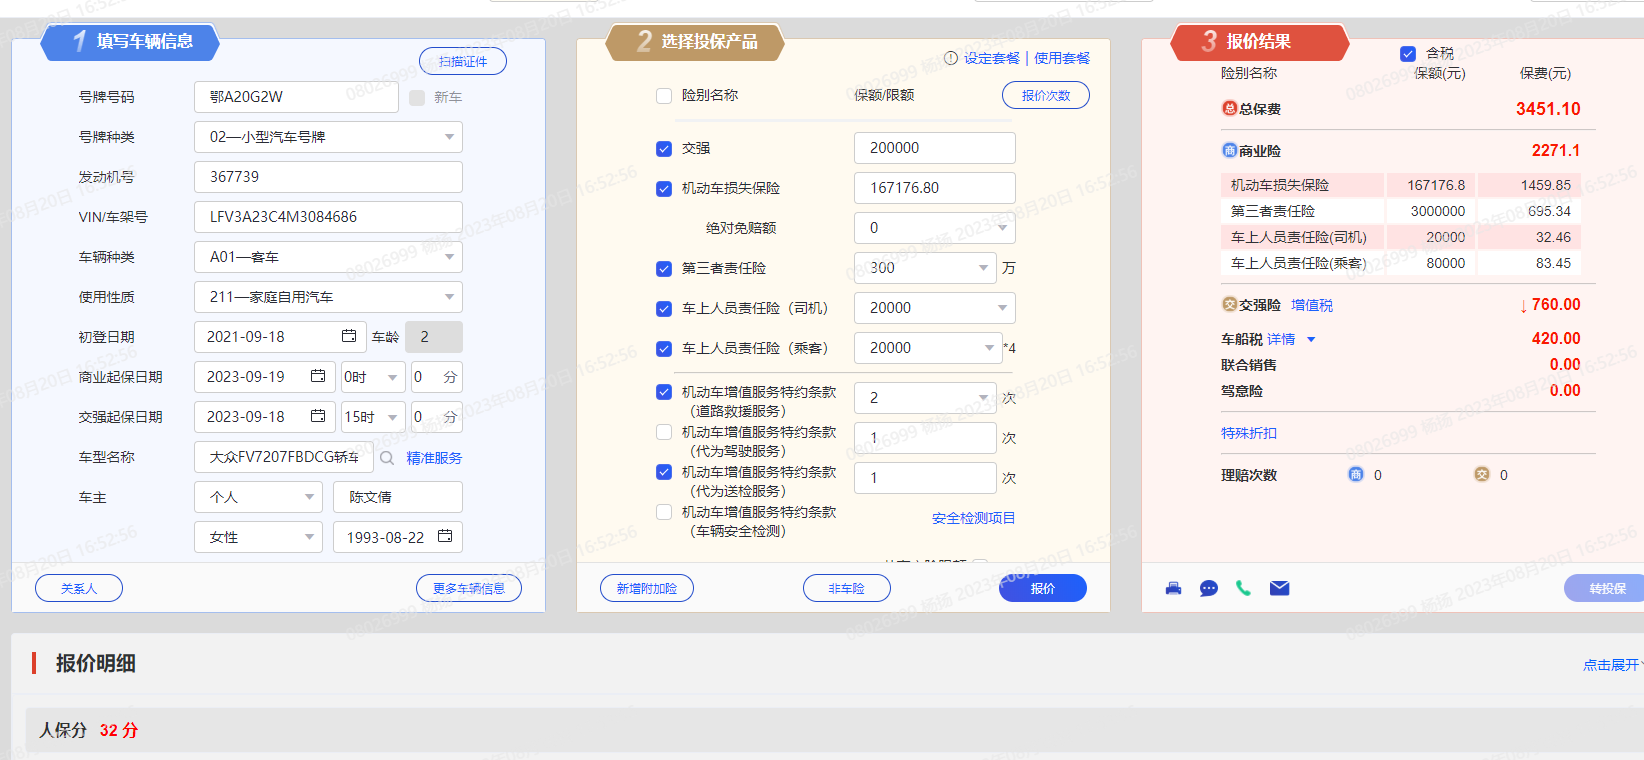 1 填写车辆信息
扫描证件
号牌号码 鄂A20G2W 新车
号牌种类 02—小型汽车号牌
发动机号 367739
VIN/车架号 LFV3A23C4M3084686
车辆种类 A01—客车
使用性质 211—家庭自用汽车
初登日期 2021-09-18 车龄 2
商业起保日期 2023-09-19 0时 0 分
交强起保日期 2023-09-18 15时 0 分
车型名称 大众FV7207FBDCG轿车 精准服务
车主 个人 陈文倩
女性 1993-08-22
关系人 更多车辆信息
2 选择投保产品
设定套餐 | 使用套餐
险别名称 保额/限额 报价次数
交强 200000
机动车损失保险 167176.80
绝对免赔额 0
第三者责任险 300 万
车上人员责任险（司机） 20000
车上人员责任险（乘客） 20000 *4
机动车增值服务特约条款
（道路救援服务） 2 次
机动车增值服务特约条款
（代为驾驶服务） 1 次
机动车增值服务特约条款
（代为送检服务） 1 次
机动车增值服务特约条款
（车辆安全检测） 安全检测项目
新增附加险 非车险 报价
3 报价结果
含税
险别名称 保额(元) 保费(元)
总 总保费 3451.10
商 商业险 2271.1
机动车损失保险 167176.8 1459.85
第三者责任险 3000000 695.34
车上人员责任险(司机) 20000 32.46
车上人员责任险(乘客) 80000 83.45
交 交强险 增值税 ↓760.00
车船税 详情 420.00
联合销售 0.00
驾意险 0.00
特殊折扣
理赔次数 商 0 交 0
转投保
报价明细
点击展开
人保分 32 分
08026999 杨扬 2023年08月20日 16:52:56